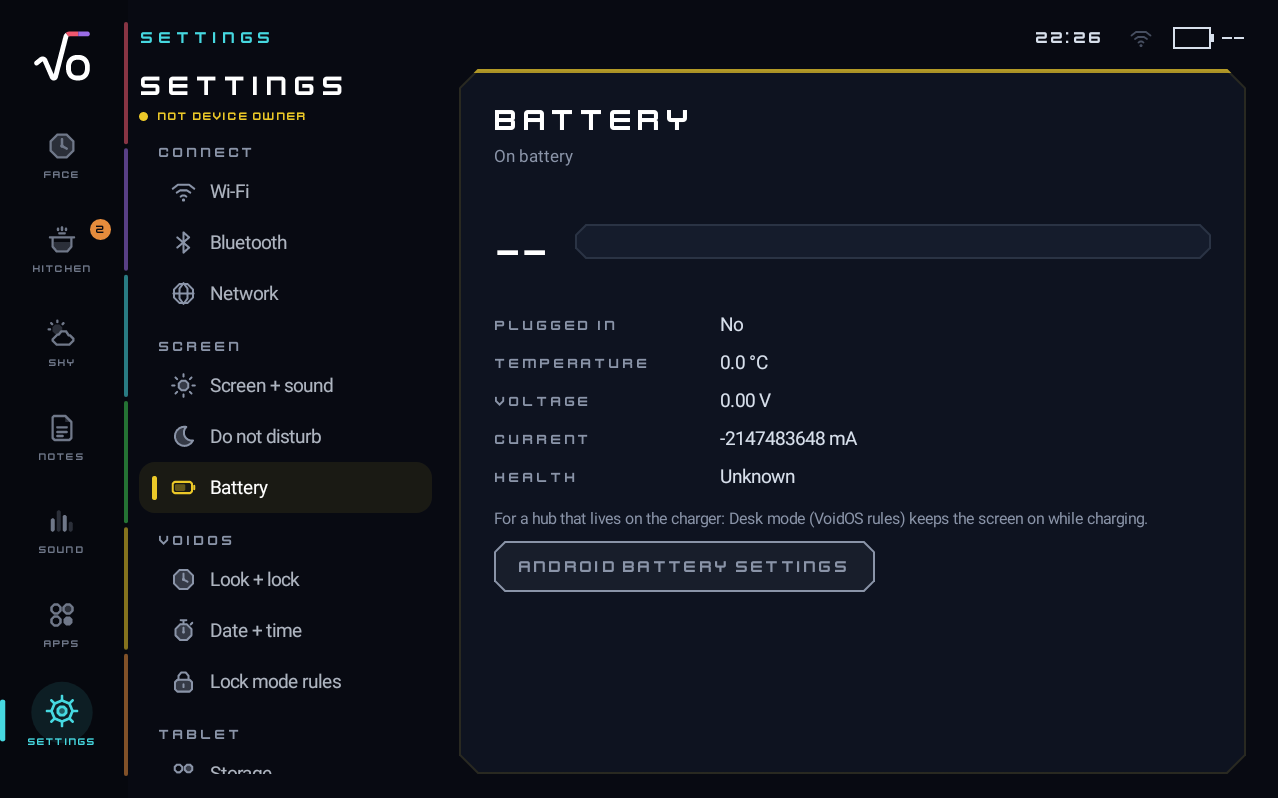 √o
SETTINGS
22:26
--
SETTINGS
NOT DEVICE OWNER
FACE
KITCHEN
2
SKY
NOTES
SOUND
APPS
SETTINGS
CONNECT
Wi-Fi
Bluetooth
Network
SCREEN
Screen + sound
Do not disturb
Battery
VOIDOS
Look + lock
Date + time
Lock mode rules
TABLET
Storage
BATTERY
On battery
--
PLUGGED IN No
TEMPERATURE 0.0 °C
VOLTAGE 0.00 V
CURRENT -2147483648 mA
HEALTH Unknown
For a hub that lives on the charger: Desk mode (VoidOS rules) keeps the screen on while charging.
ANDROID BATTERY SETTINGS